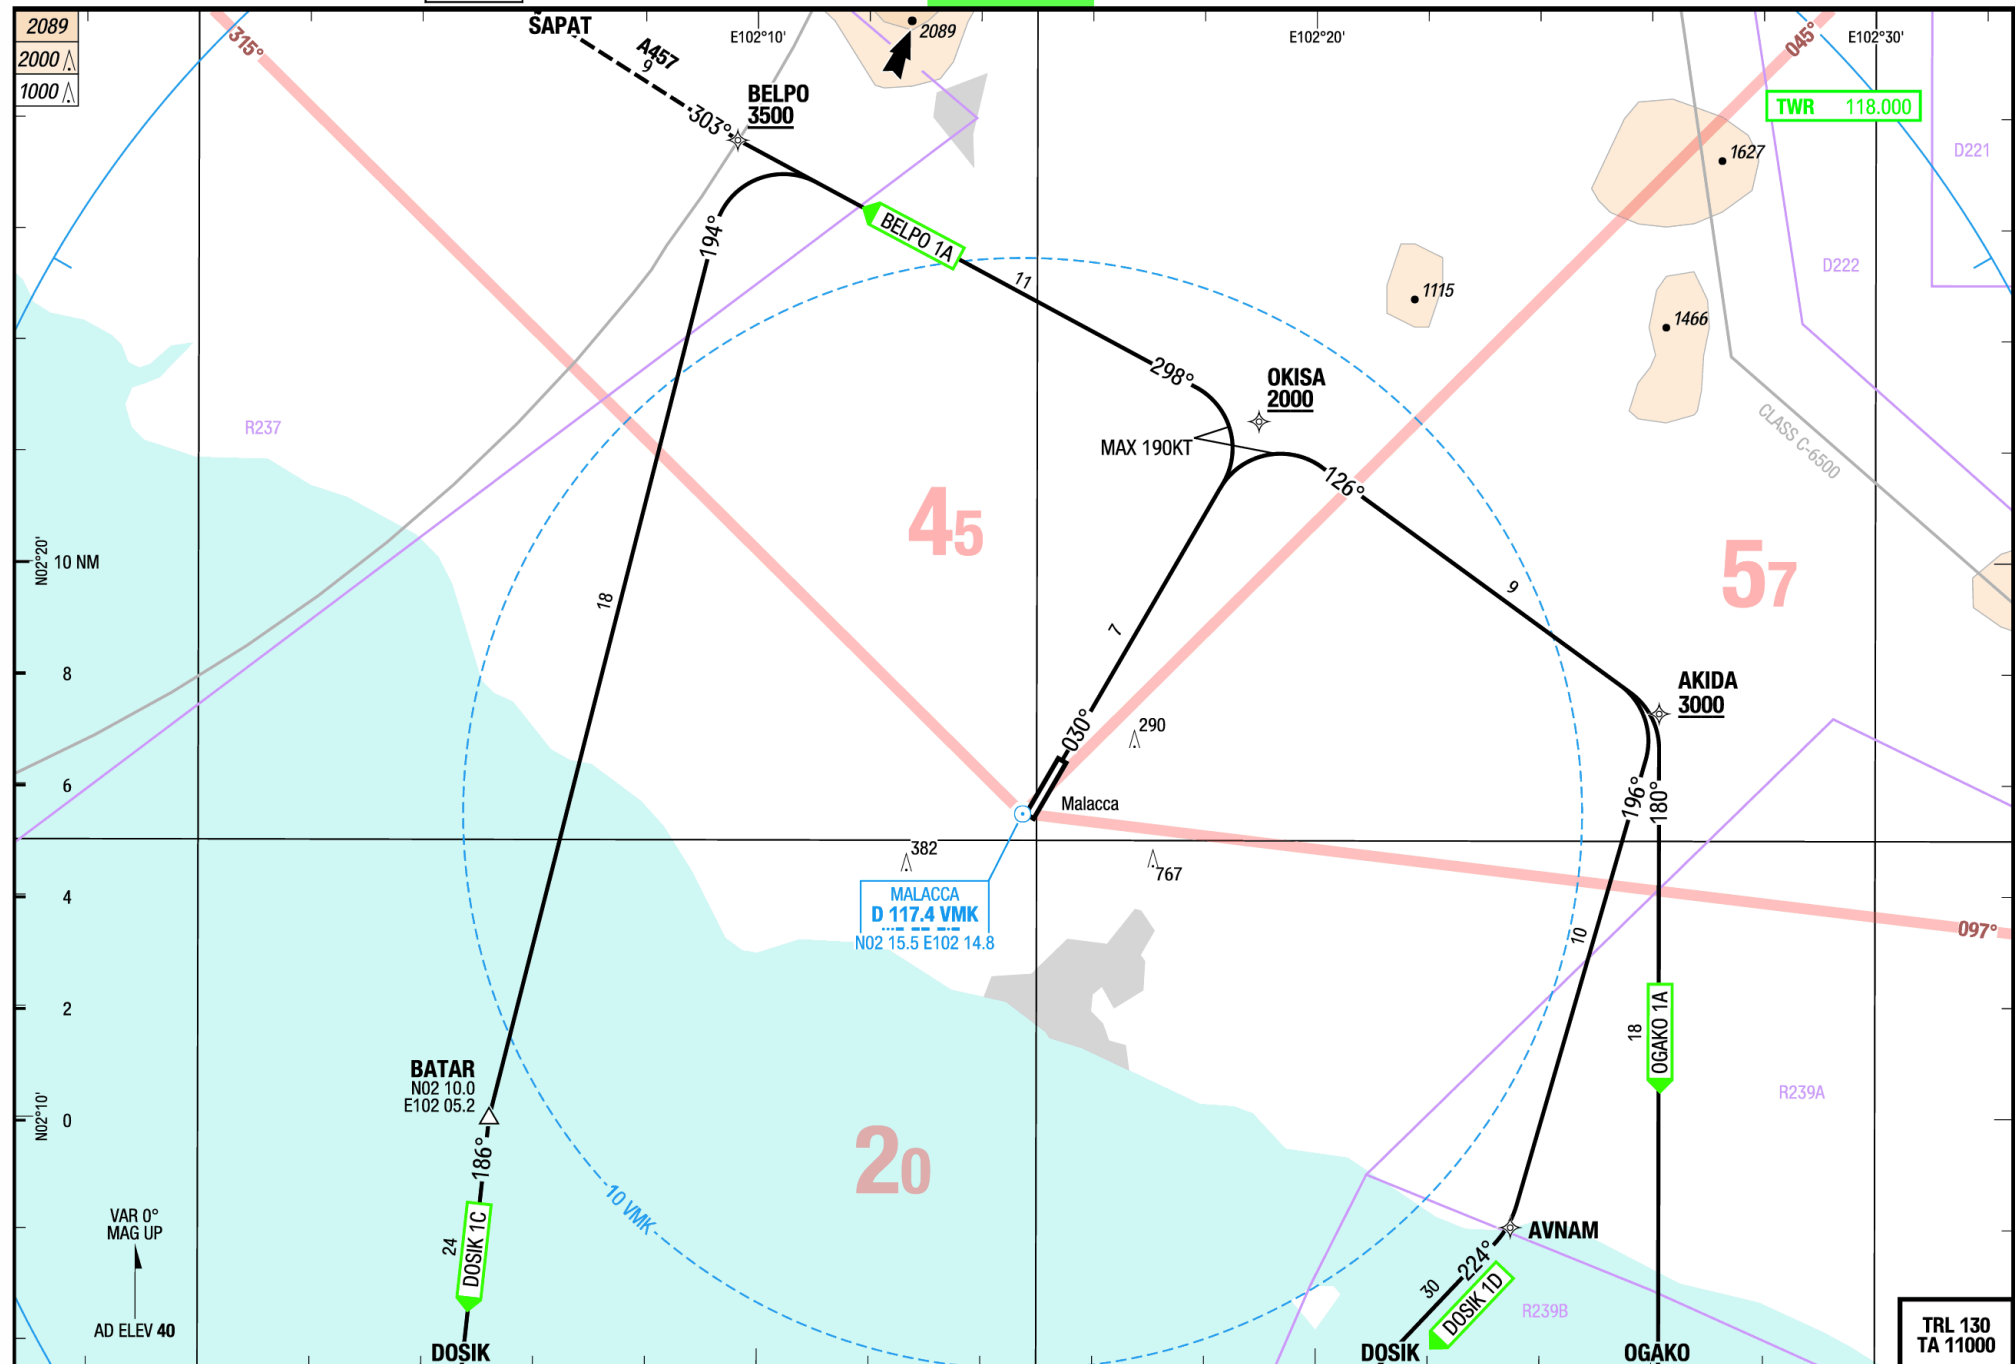 2089
2000
1000
SAPAT
A457
9
303°
BELPO
3500
315°
E102°10'
2089
E102°20'
045°
E102°30'
TWR 118.000
D221
1627
D222
194°
BELPO 1A
11
1115
1466
298°
OKISA
2000
MAX 190KT
126°
CLASS C-6500
R237
45
57
N02°20'
10 NM
18
7
9
8
AKIDA
3000
030°
290
6
Malacca
196°
180°
382
767
4
MALACCA
D 117.4 VMK
N02 15.5 E102 14.8
097°
10
2
18
OGAKO 1A
BATAR
N02 10.0
E102 05.2
R239A
N02°10'
0
186°
20
10 VMK
VAR 0°
MAG UP
24
DOSIK 1C
AVNAM
224°
30
DOSIK 1D
R239B
AD ELEV 40
DOSIK
DOSIK
OGAKO
TRL 130
TA 11000